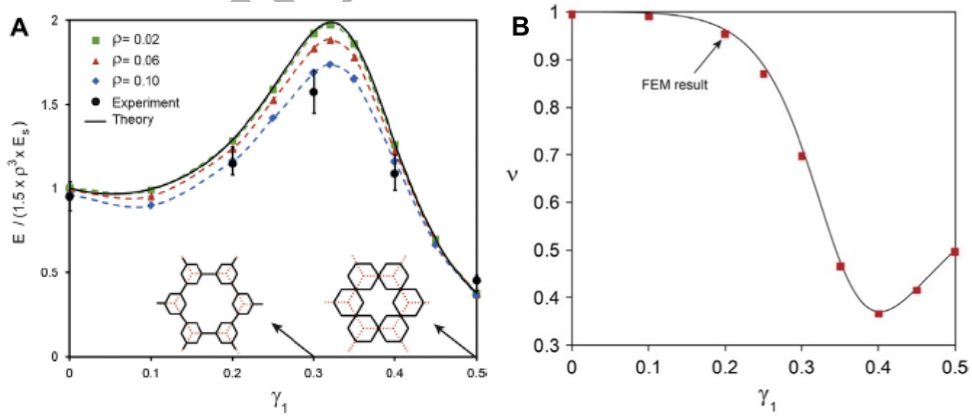 A
ρ= 0.02
ρ= 0.06
ρ= 0.10
Experiment
Theory
E / (1.5 x ρ³ x Eₛ)
2
1.5
1
0.5
0
0
0.1
0.2
0.3
0.4
0.5
γ₁
B
FEM result
ν
1
0.9
0.8
0.7
0.6
0.5
0.4
0.3
0
0.1
0.2
0.3
0.4
0.5
γ₁